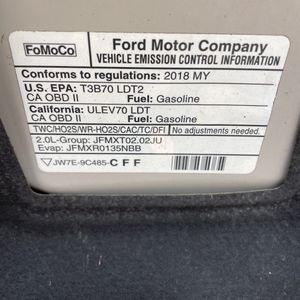 FoMoCo
Ford Motor Company
VEHICLE EMISSION CONTROL INFORMATION
Conforms to regulations: 2018 MY
U.S. EPA: T3B70 LDT2
CA OBD II Fuel: Gasoline
California: ULEV70 LDT
CA OBD II Fuel: Gasoline
TWC/HO2S/WR-HO2S/CAC/TC/DFI No adjustments needed.
2.0L-Group: JFMXT02.02JU
Evap: JFMXR0135NBB
JW7E-9C485-CFF